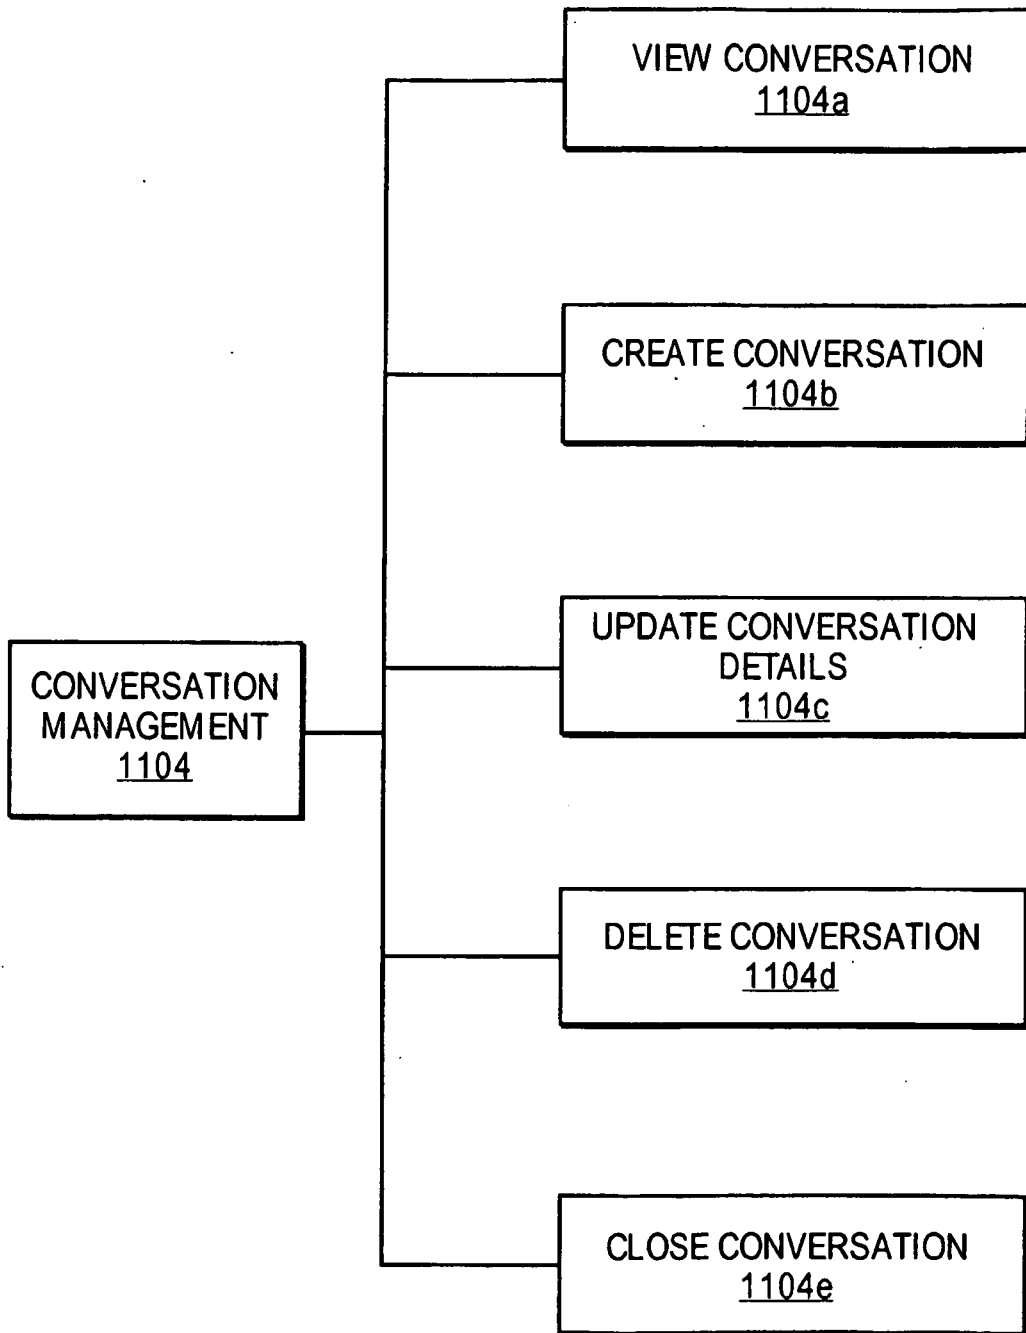 VIEW CONVERSATION
1104a
CREATE CONVERSATION
1104b
UPDATE CONVERSATION
DETAILS
1104c
CONVERSATION
MANAGEMENT
1104
DELETE CONVERSATION
1104d
CLOSE CONVERSATION
1104e